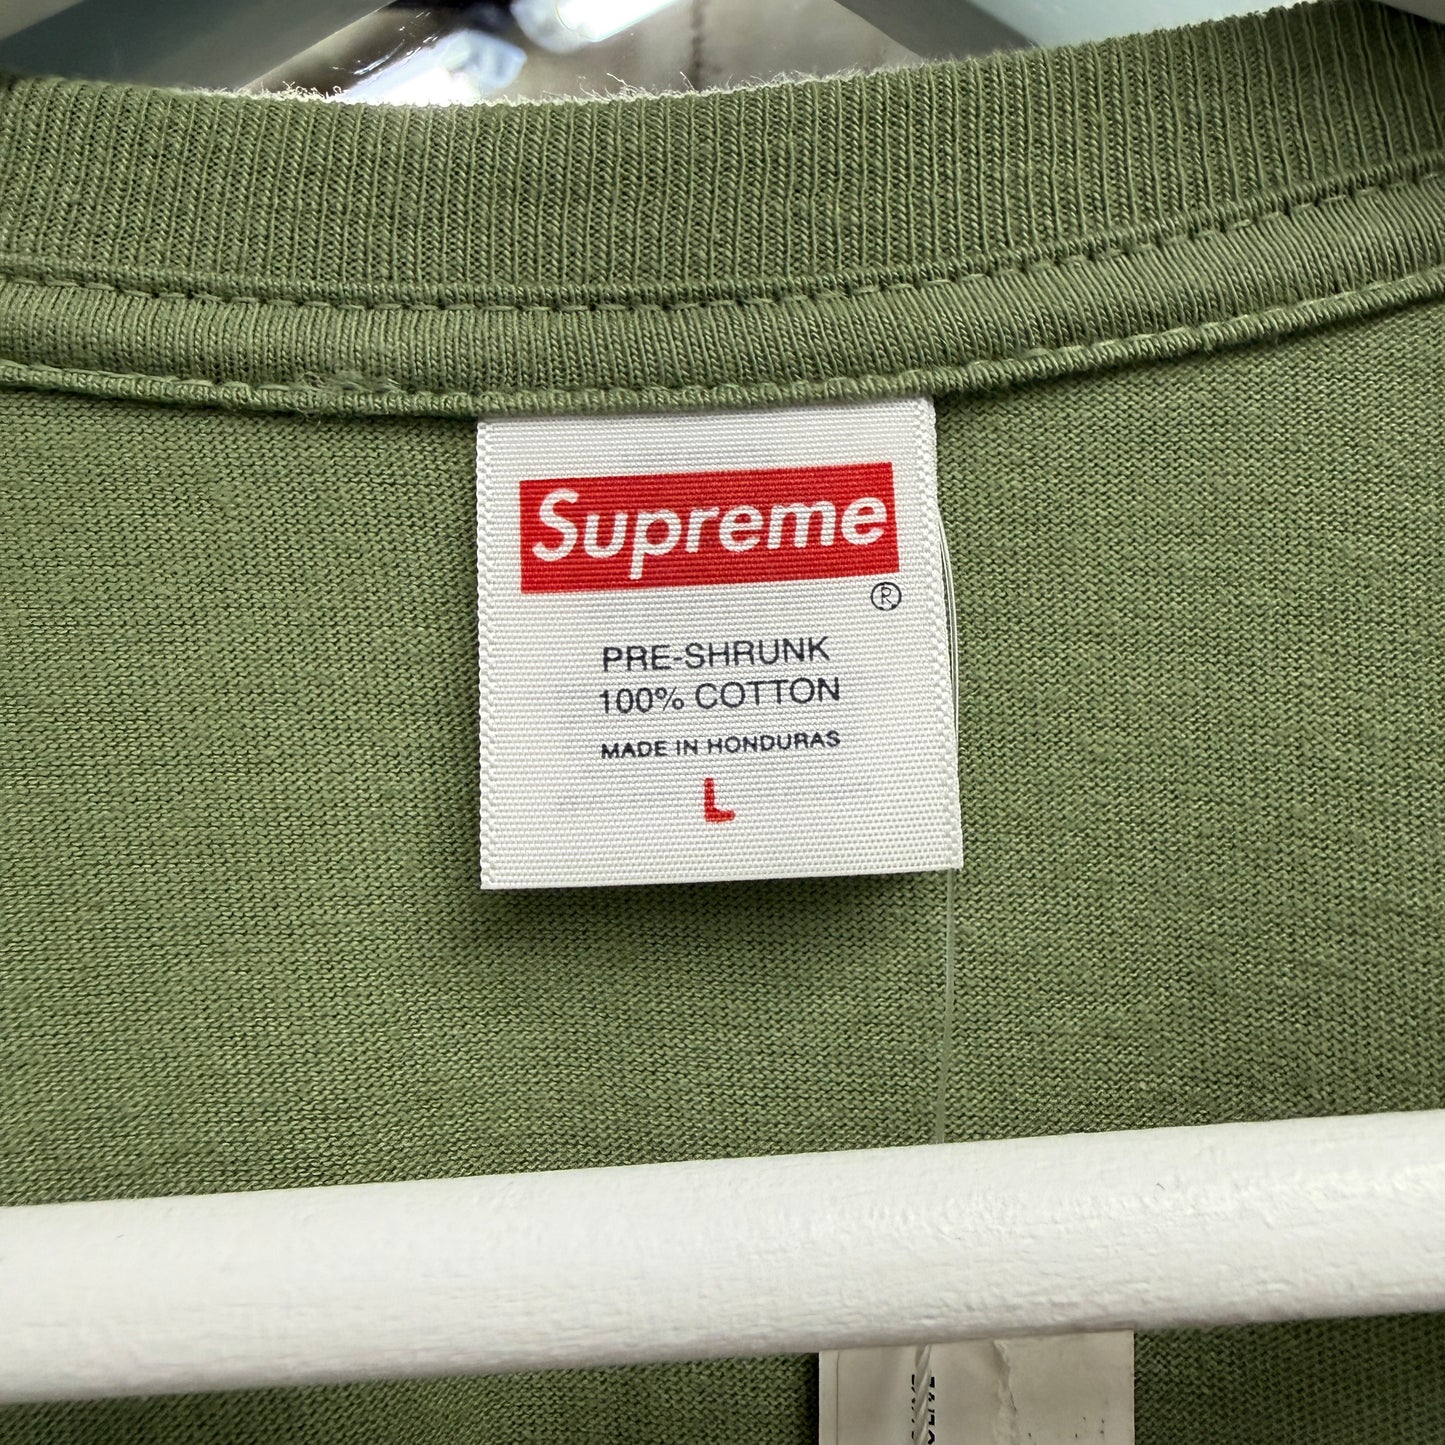 Supreme
®
PRE-SHRUNK
100% COTTON
MADE IN HONDURAS
L